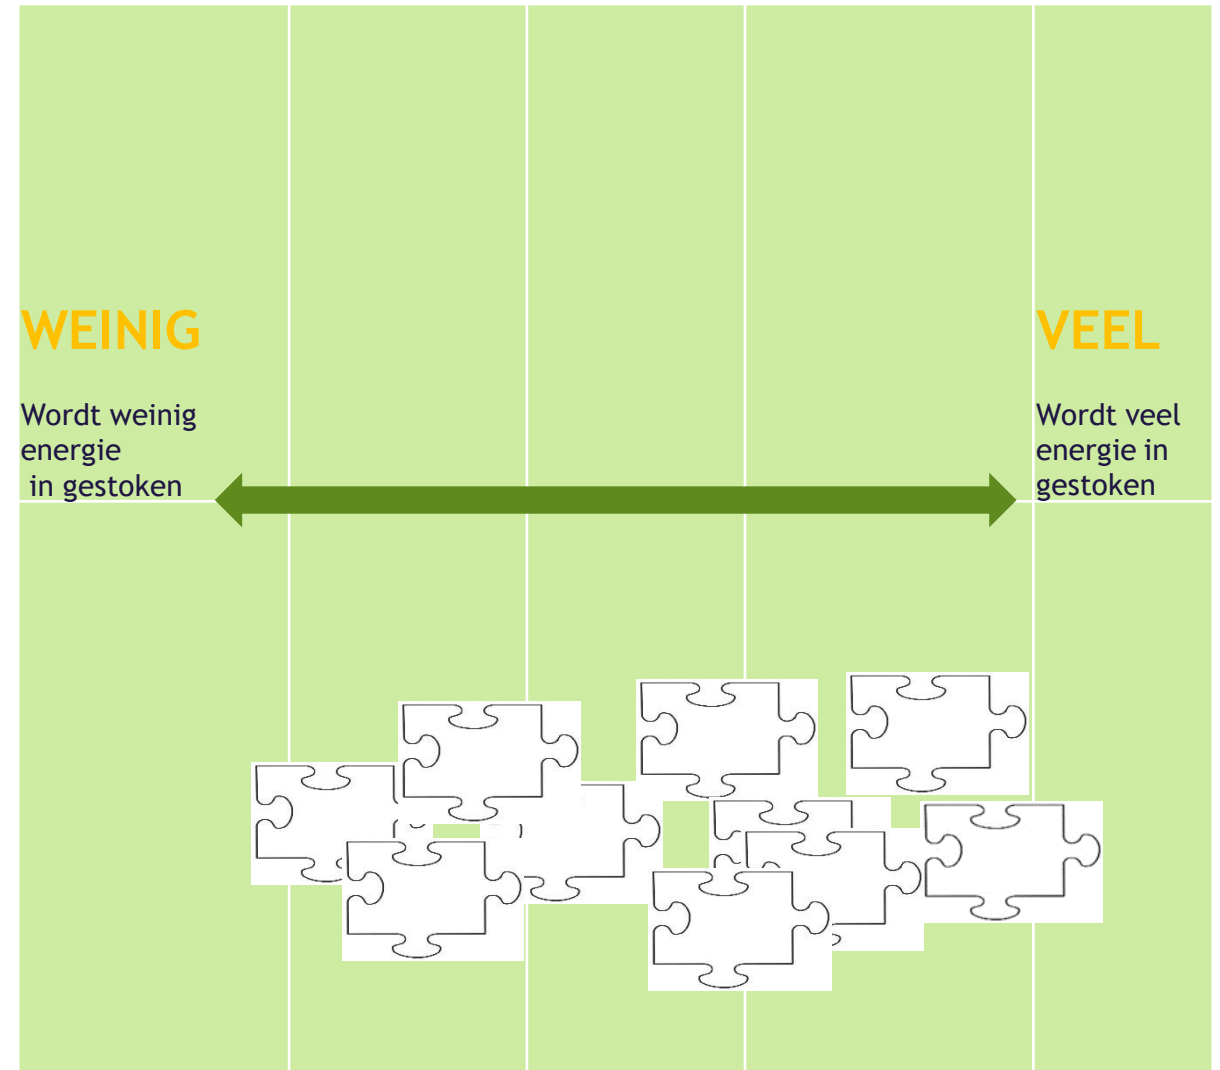 WEINIG
Wordt weinig
energie
in gestoken
VEEL
Wordt veel
energie in
gestoken